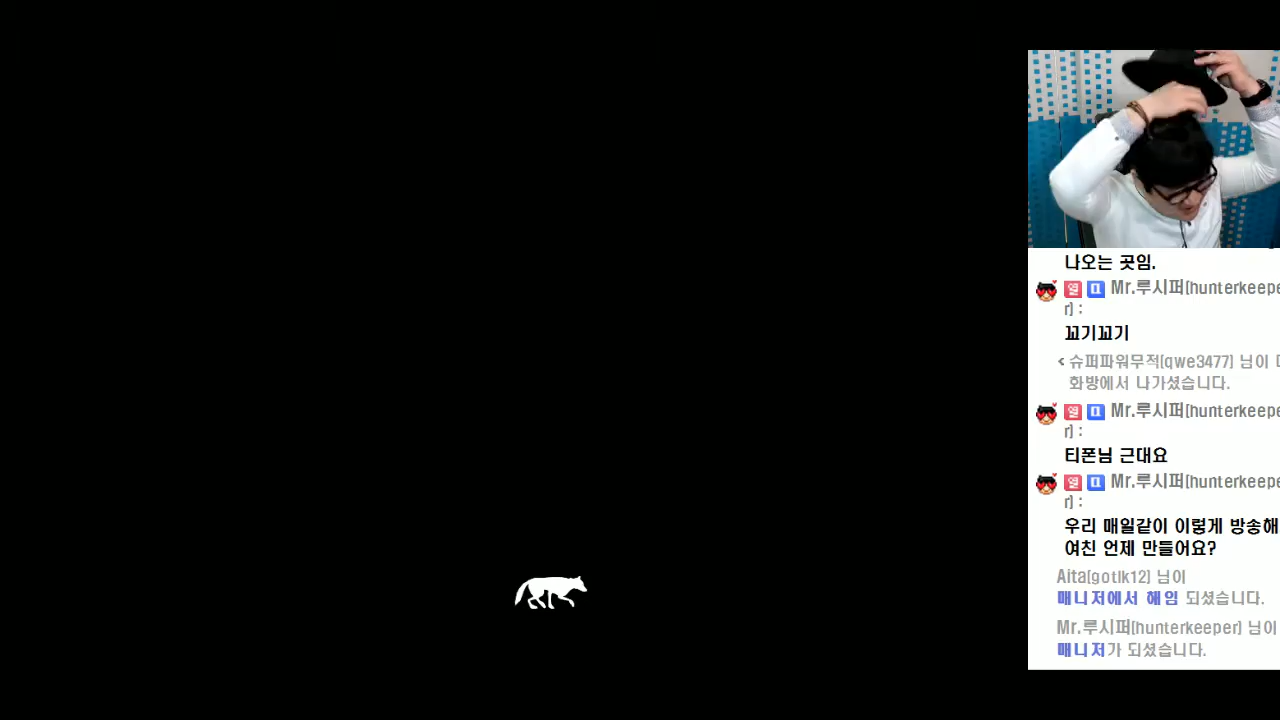 나오는 곳임.
열 Mr.루시퍼(hunterkeepe
r) :
꼬기꼬기
< 슈퍼파워무적(qwe3477) 님이
화방에서 나가셨습니다.
열 Mr.루시퍼(hunterkeepe
r) :
티폰님 근대요
열 Mr.루시퍼(hunterkeepe
r) :
우리 매일같이 이렇게 방송해
여친 언제 만들어요?
님이
매니저에서 해임 되셨습니다.
Mr.루시퍼(hunterkeeper) 님이
매니저가 되셨습니다.